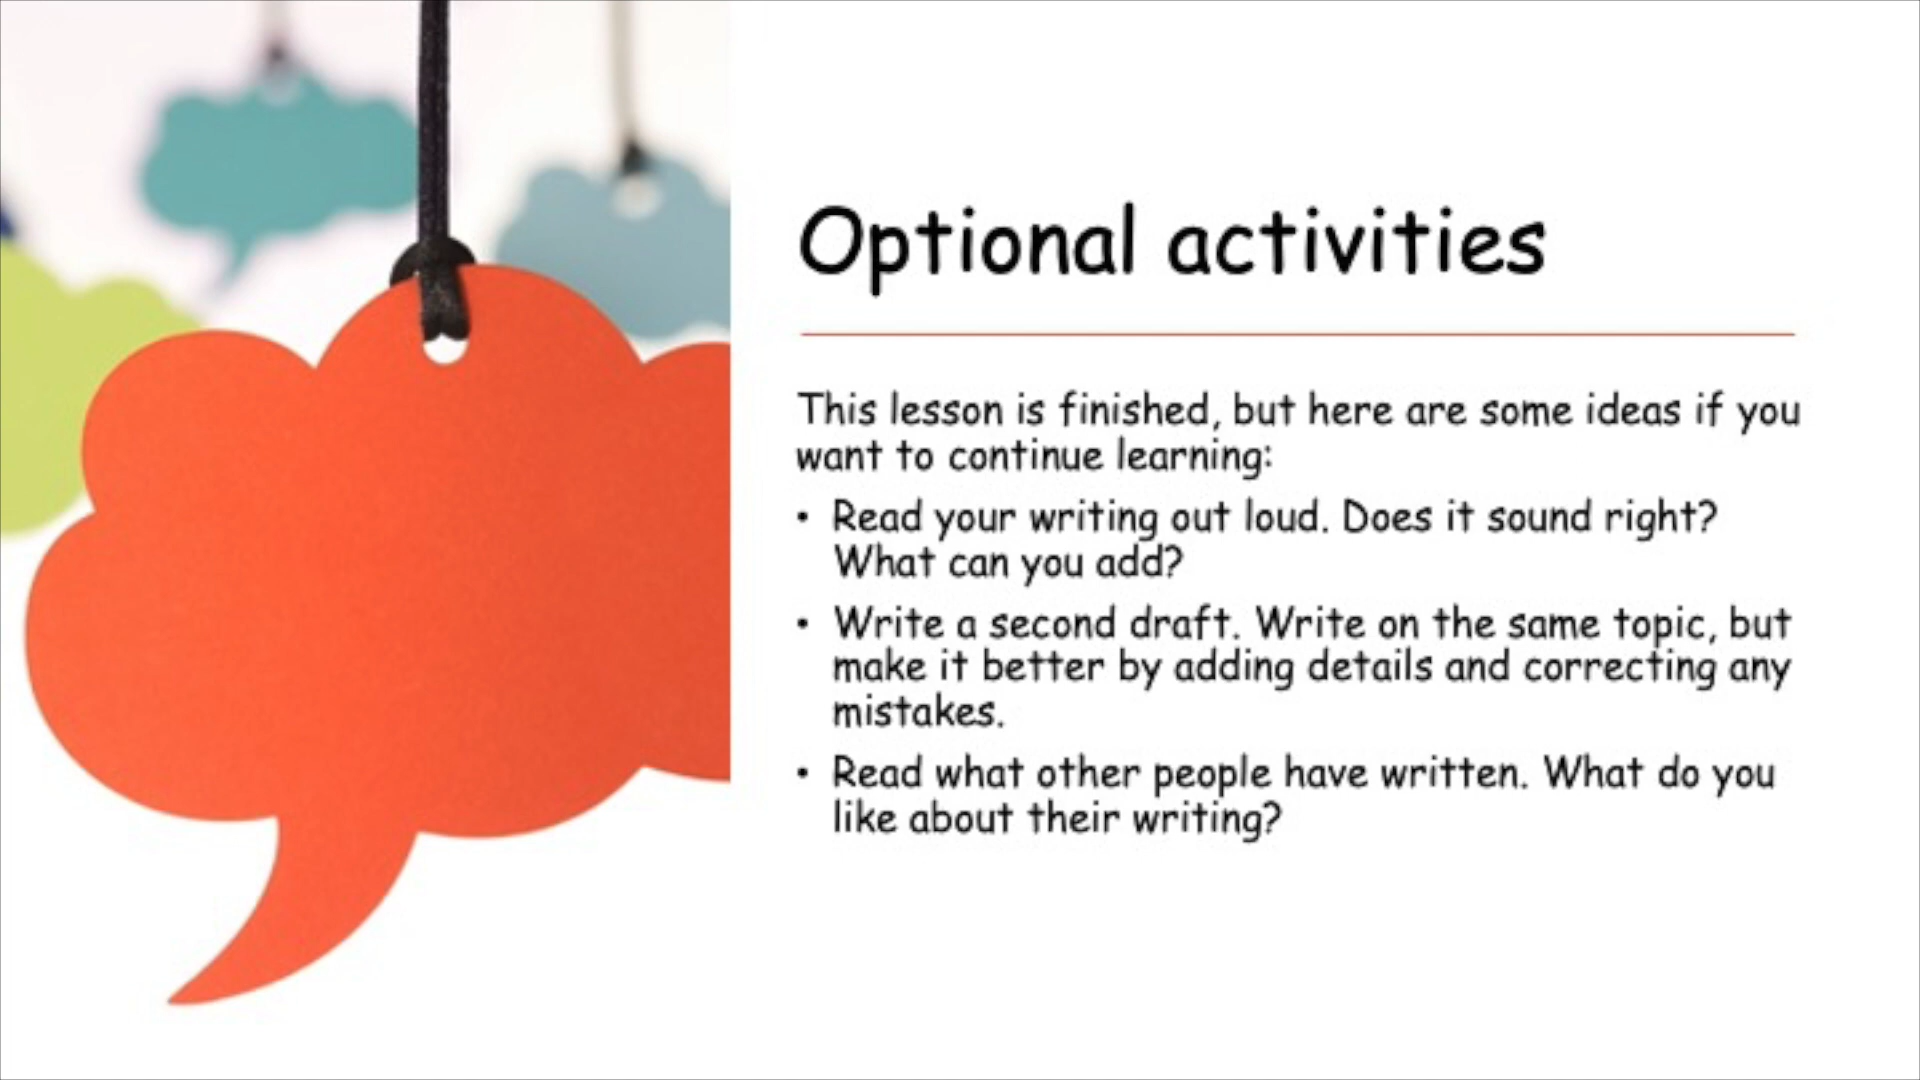 Optional activities
This lesson is finished, but here are some ideas if you
want to continue learning:
• Read your writing out loud. Does it sound right?
What can you add?
• Write a second draft. Write on the same topic, but
make it better by adding details and correcting any
mistakes.
• Read what other people have written. What do you
like about their writing?